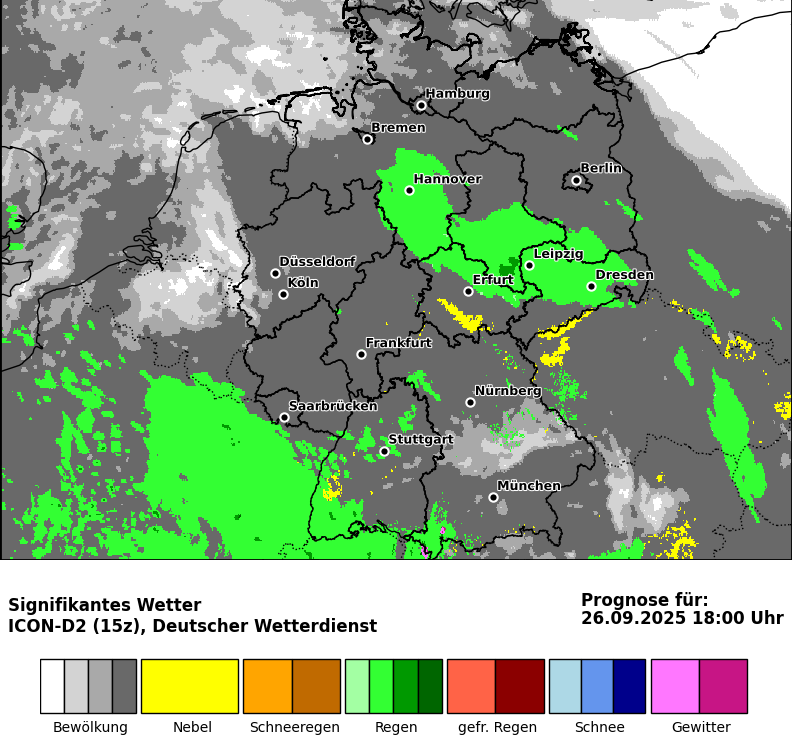 Hamburg
Bremen
Berlin
Hannover
Leipzig
Düsseldorf
Dresden
Köln
Erfurt
Frankfurt
Nürnberg
Saarbrücken
Stuttgart
München
Signifikantes Wetter
ICON-D2 (15z), Deutscher Wetterdienst
Prognose für:
26.09.2025 18:00 Uhr
Bewölkung Nebel Schneeregen Regen gefr. Regen Schnee Gewitter